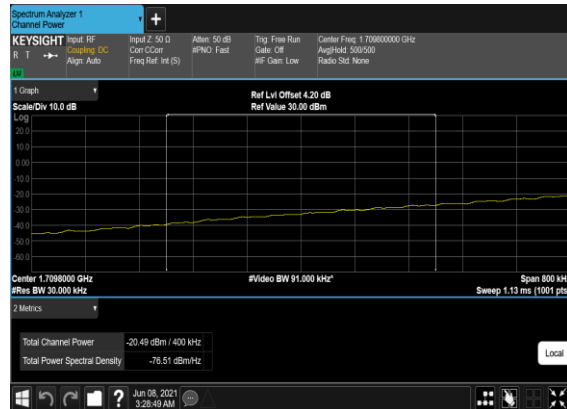 Spectrum Analyzer 1
Channel Power
+
KEYSIGHT
R T
LW
Input: RF
Coupling: DC
Align: Auto
Input Z: 50 Ω
Corr CCorr
Freq Ref: Int (S)
Atten: 50 dB
#PNO: Fast
Trig: Free Run
Gate: Off
#IF Gain: Low
Center Freq: 1.709800000 GHz
Avg|Hold: 500/500
Radio Std: None
1 Graph
Scale/Div 10.0 dB
Ref Lvl Offset 4.20 dB
Ref Value 30.00 dBm
Log
20.0
10.0
0.00
-10.0
-20.0
-30.0
-40.0
-50.0
-60.0
Center 1.7098000 GHz
#Video BW 91.000 kHz*
Span 800 kH
#Res BW 30.000 kHz
Sweep 1.13 ms (1001 pts
2 Metrics
Total Channel Power -20.49 dBm / 400 kHz
Total Power Spectral Density -76.51 dBm/Hz
Local
?
Jun 08, 2021
3:28:49 AM